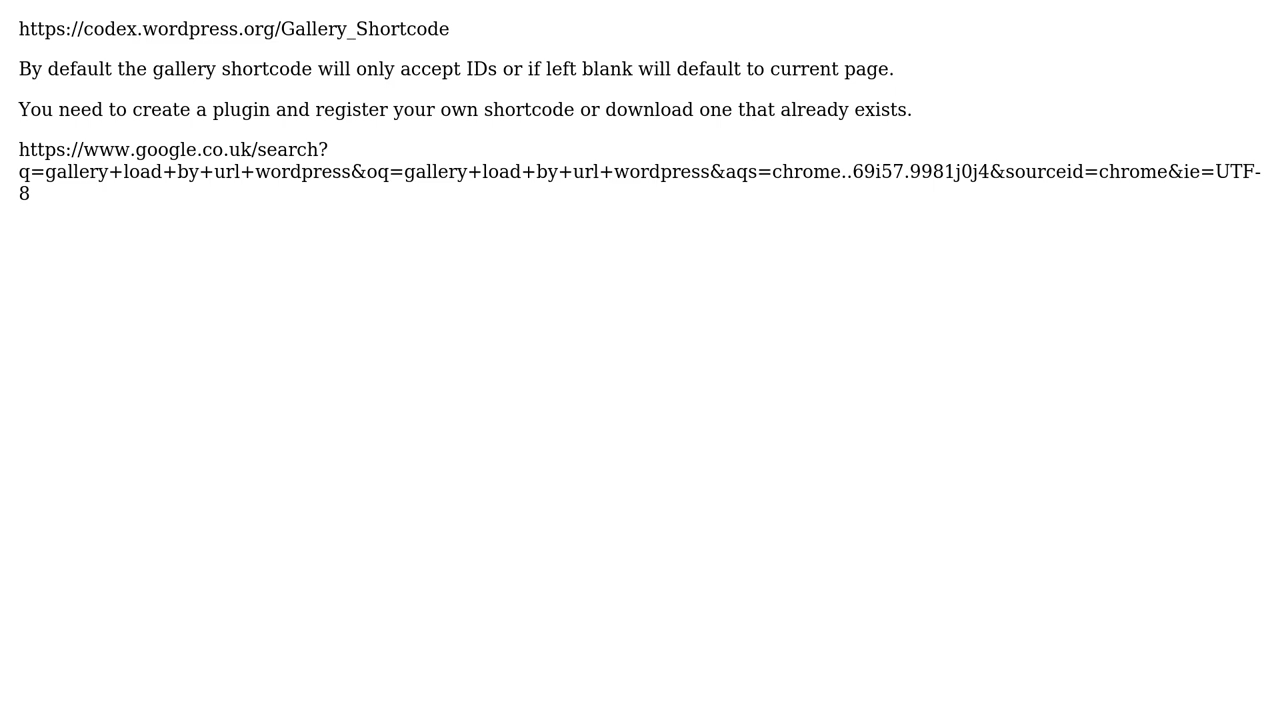 https://codex.wordpress.org/Gallery_Shortcode
By default the gallery shortcode will only accept IDs or if left blank will default to current page.
You need to create a plugin and register your own shortcode or download one that already exists.
https://www.google.co.uk/search?
q=gallery+load+by+url+wordpress&oq=gallery+load+by+url+wordpress&aqs=chrome..69i57.9981j0j4&sourceid=chrome&ie=UTF-
8